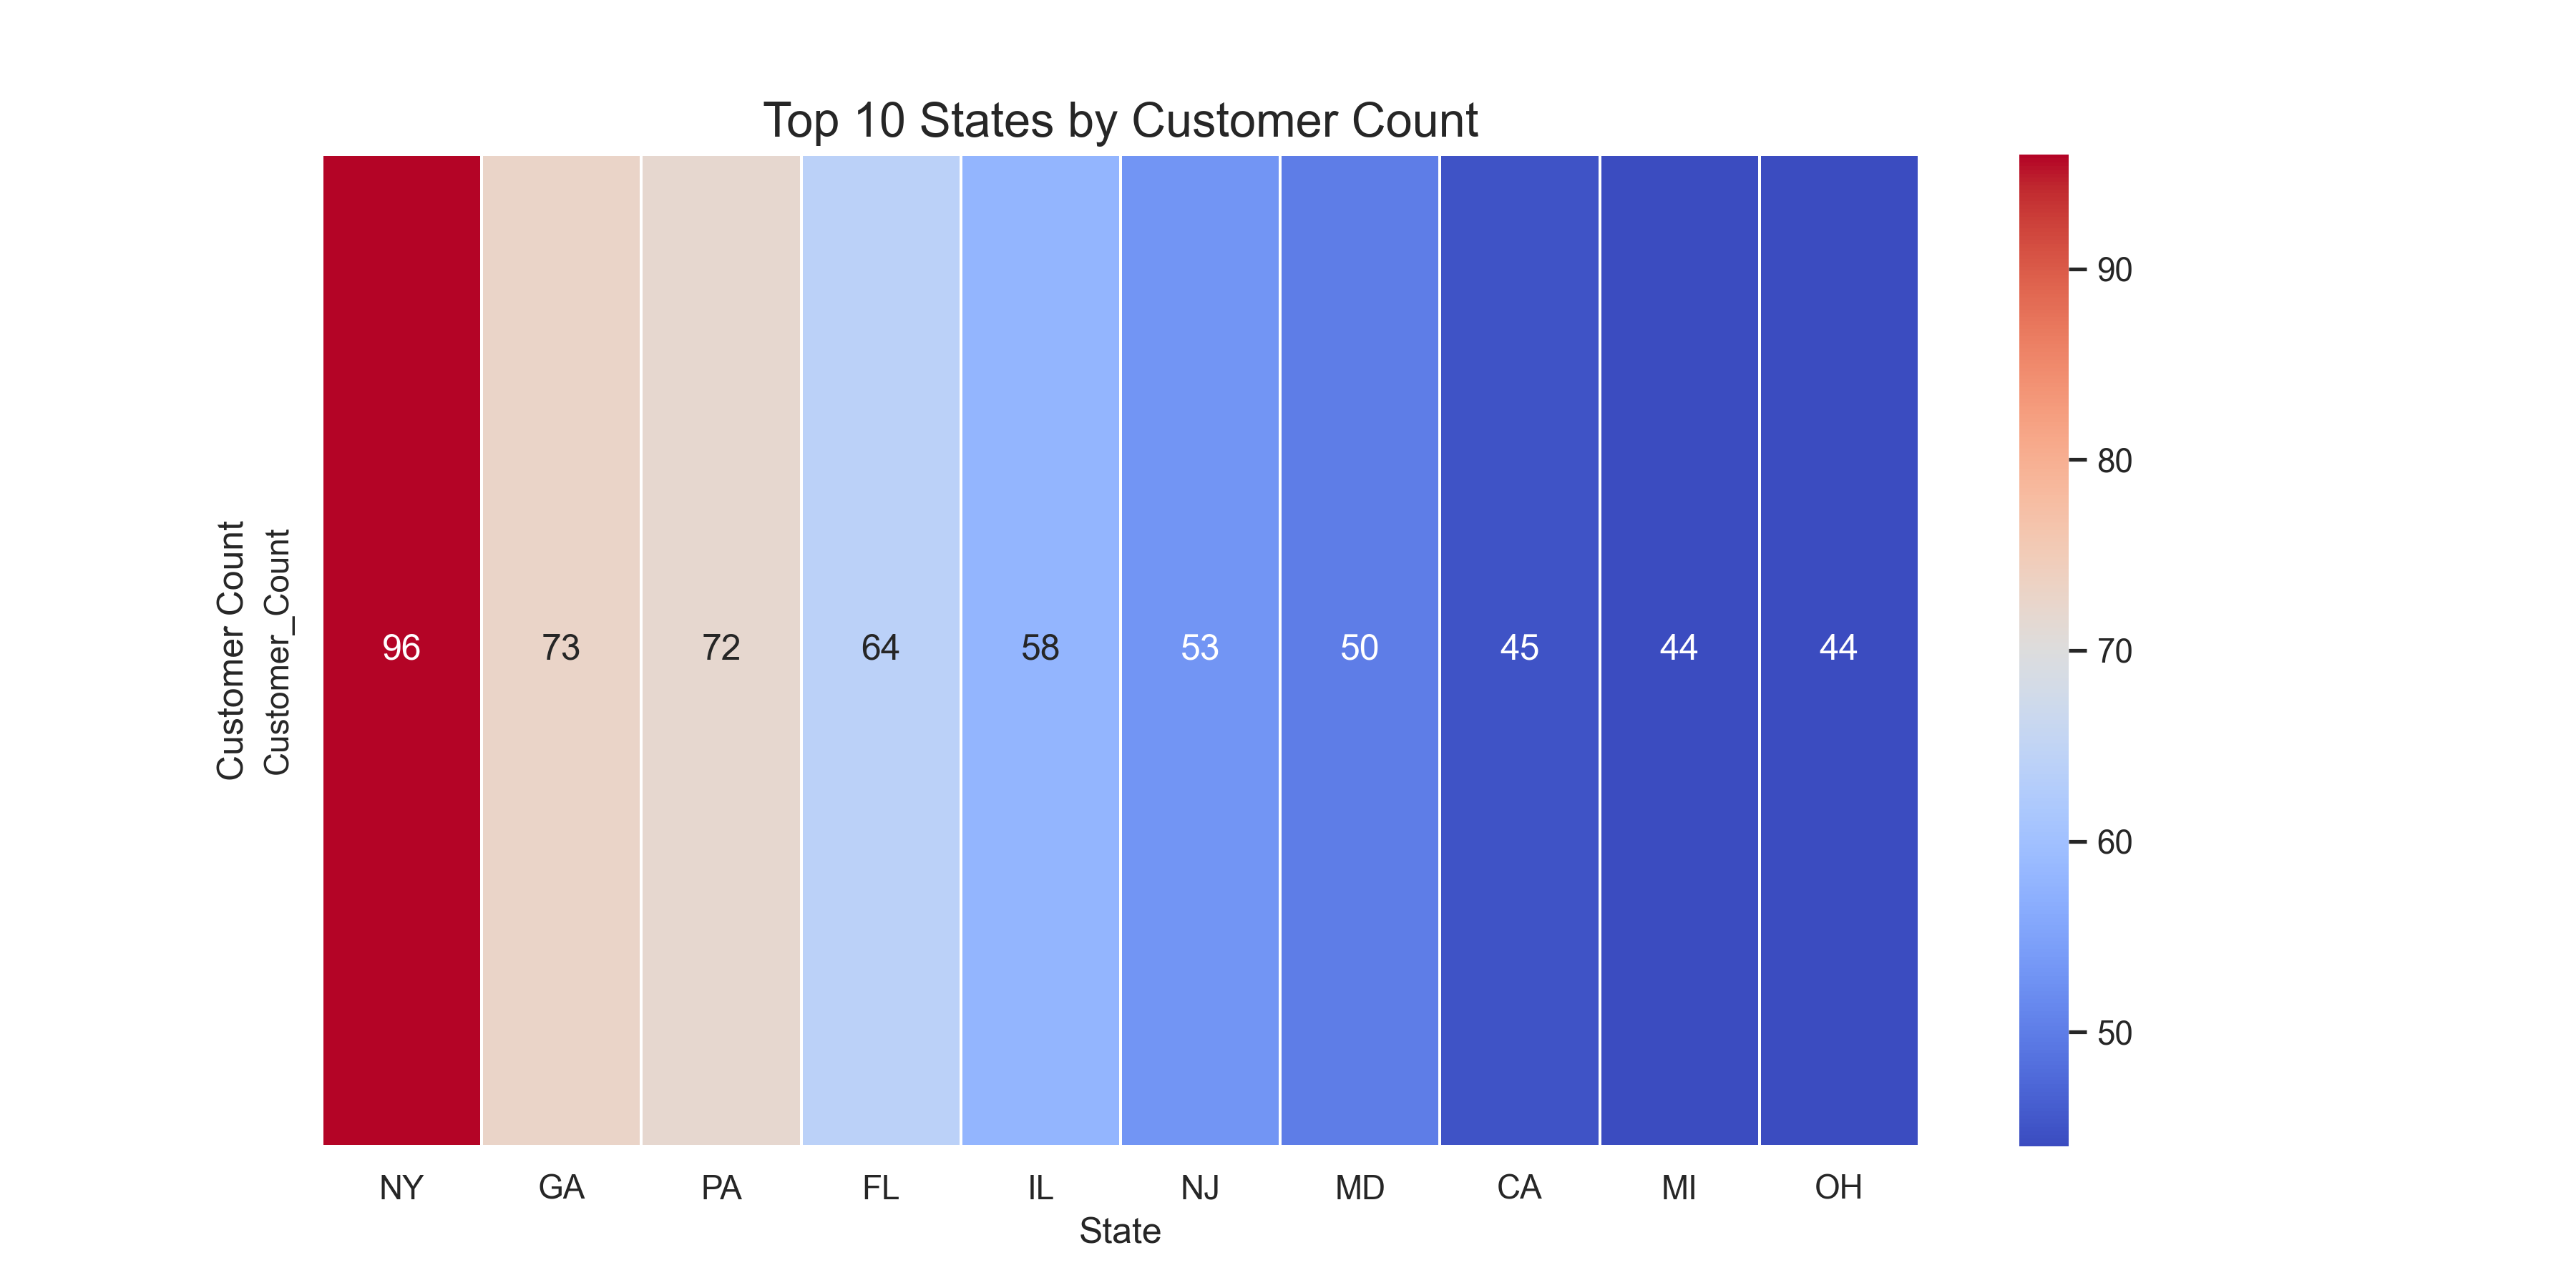 Top 10 States by Customer Count
Customer Count
Customer_Count
96 73 72 64 58 53 50 45 44 44
NY GA PA FL IL NJ MD CA MI OH
State
90
80
70
60
50